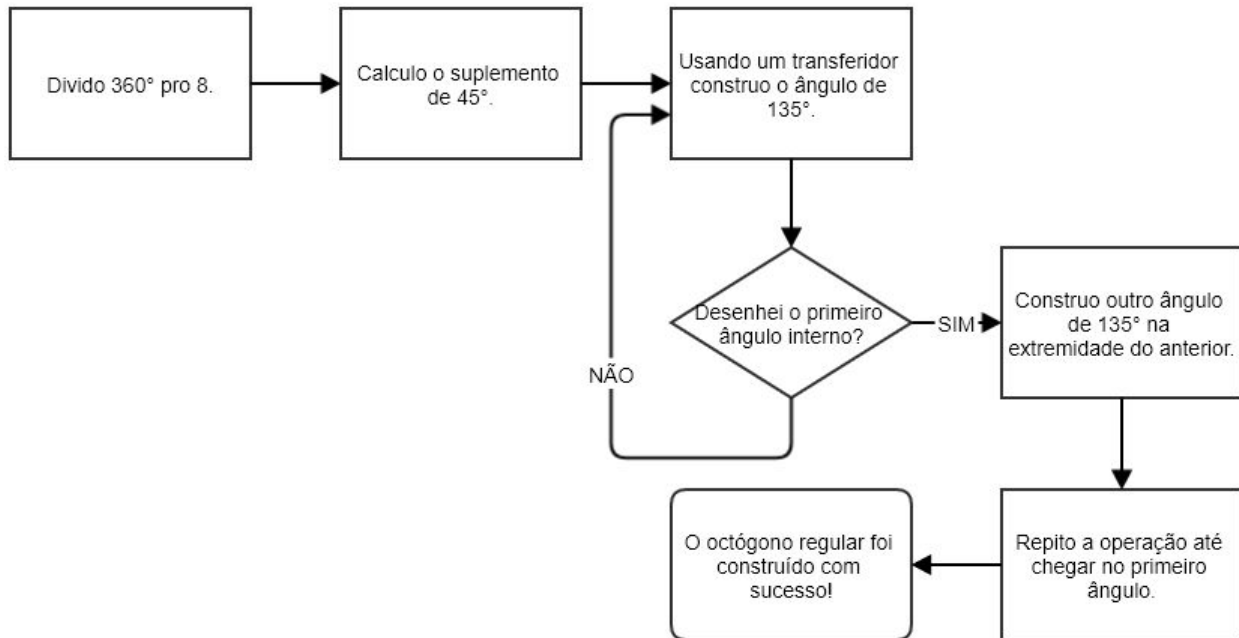 Divido 360° pro 8.
Calculo o suplemento
de 45°.
Usando um transferidor
construo o ângulo de
135°.
Desenhei o primeiro
ângulo interno?
SIM
Construo outro ângulo
de 135° na
extremidade do anterior.
NÃO
O octógono regular foi
construído com
sucesso!
Repito a operação até
chegar no primeiro
ângulo.